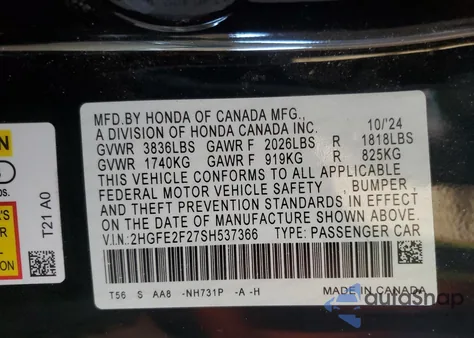 MFD.BY HONDA OF CANADA MFG.,
A DIVISION OF HONDA CANADA INC. 10/'24
GVWR 3836LBS GAWR F 2026LBS R 1818LBS
GVWR 1740KG GAWR F 919KG R 825KG
THIS VEHICLE CONFORMS TO ALL APPLICABLE
FEDERAL MOTOR VEHICLE SAFETY, BUMPER,
AND THEFT PREVENTION STANDARDS IN EFFECT
ON THE DATE OF MANUFACTURE SHOWN ABOVE.
V.I.N. 2HGFE2F27SH537366 TYPE: PASSENGER CAR
T56 S AA8 -NH731P -A -H
MADE IN CANADA
T21 A0
autoSnap